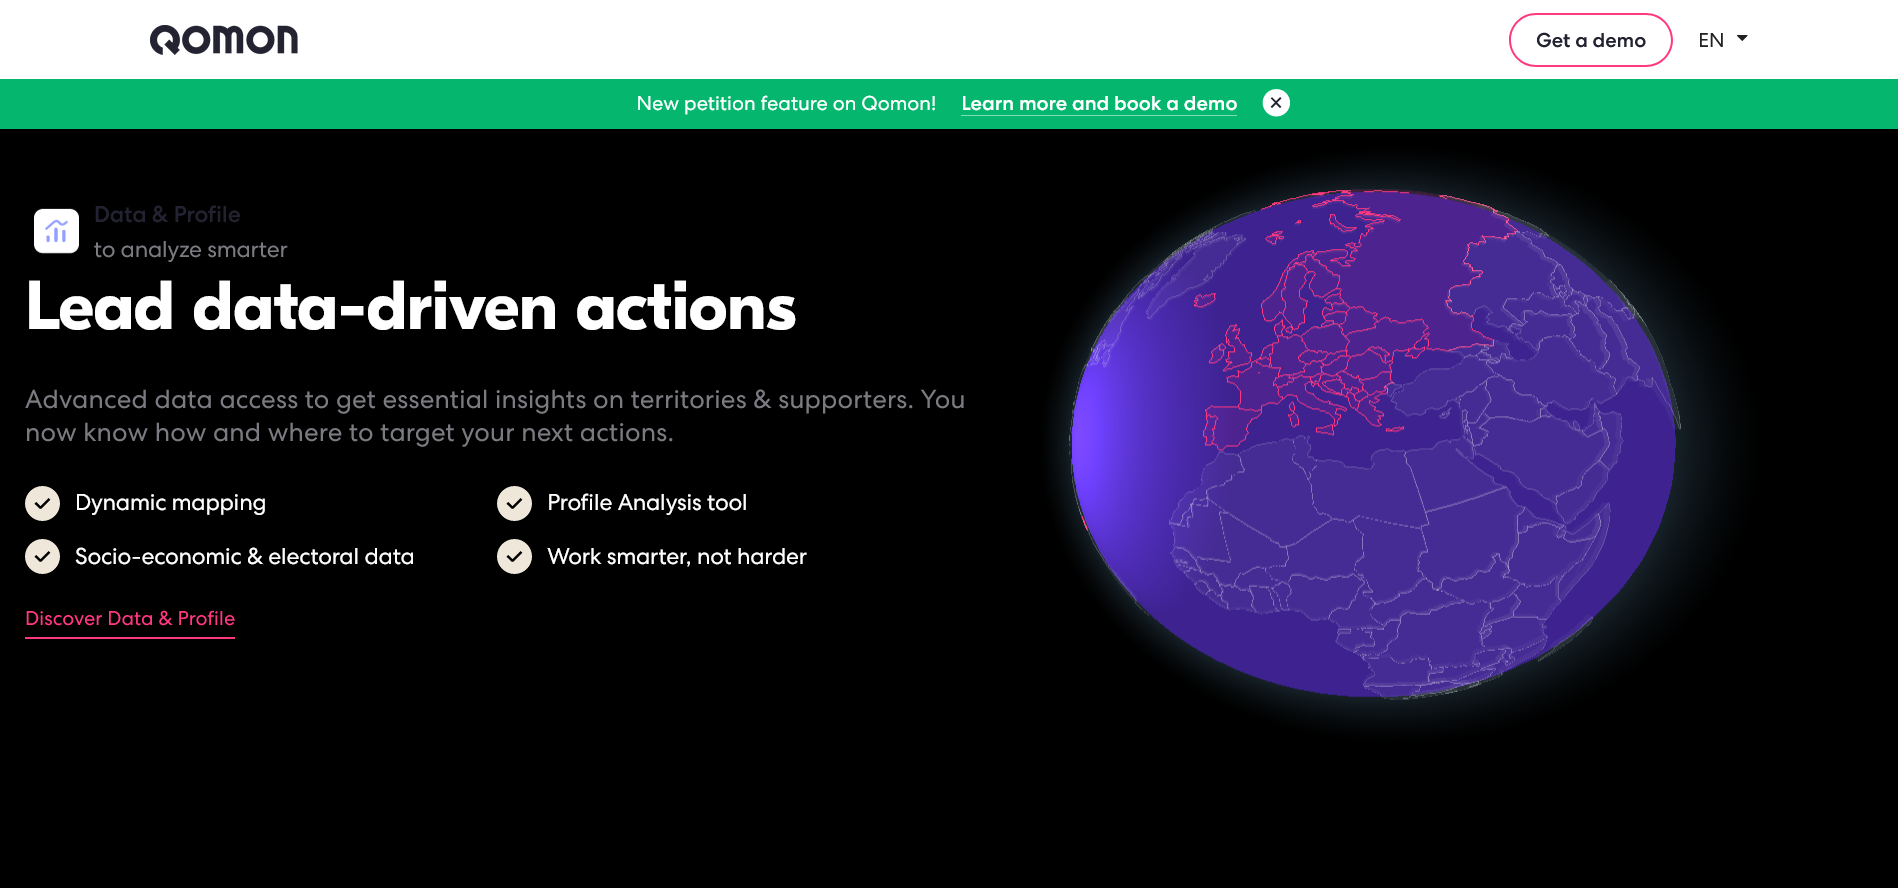 Qomon
Get a demo
EN
New petition feature on Qomon! Learn more and book a demo
Data & Profile
to analyze smarter
Lead data-driven actions
Advanced data access to get essential insights on territories & supporters. You
now know how and where to target your next actions.
Dynamic mapping
Profile Analysis tool
Socio-economic & electoral data
Work smarter, not harder
Discover Data & Profile